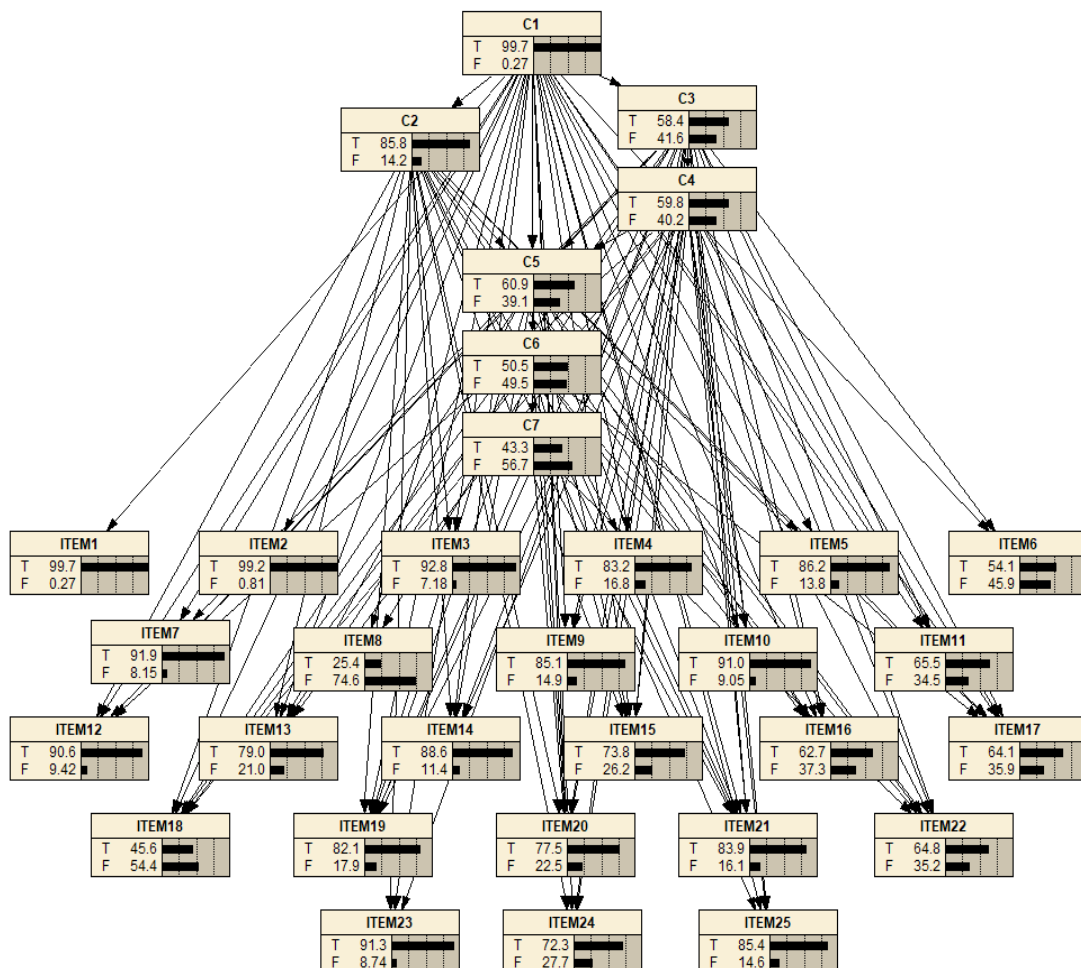 C1
T 99.7
F 0.27
C3
T 58.4
F 41.6
C2
T 85.8
F 14.2
C4
T 59.8
F 40.2
C5
T 60.9
F 39.1
C6
T 50.5
F 49.5
C7
T 43.3
F 56.7
ITEM1
T 99.7
F 0.27
ITEM2
T 99.2
F 0.81
ITEM3
T 92.8
F 7.18
ITEM4
T 83.2
F 16.8
ITEM5
T 86.2
F 13.8
ITEM6
T 54.1
F 45.9
ITEM7
T 91.9
F 8.15
ITEM8
T 25.4
F 74.6
ITEM9
T 85.1
F 14.9
ITEM10
T 91.0
F 9.05
ITEM11
T 65.5
F 34.5
ITEM12
T 90.6
F 9.42
ITEM13
T 79.0
F 21.0
ITEM14
T 88.6
F 11.4
ITEM15
T 73.8
F 26.2
ITEM16
T 62.7
F 37.3
ITEM17
T 64.1
F 35.9
ITEM18
T 45.6
F 54.4
ITEM19
T 82.1
F 17.9
ITEM20
T 77.5
F 22.5
ITEM21
T 83.9
F 16.1
ITEM22
T 64.8
F 35.2
ITEM23
T 91.3
F 8.74
ITEM24
T 72.3
F 27.7
ITEM25
T 85.4
F 14.6